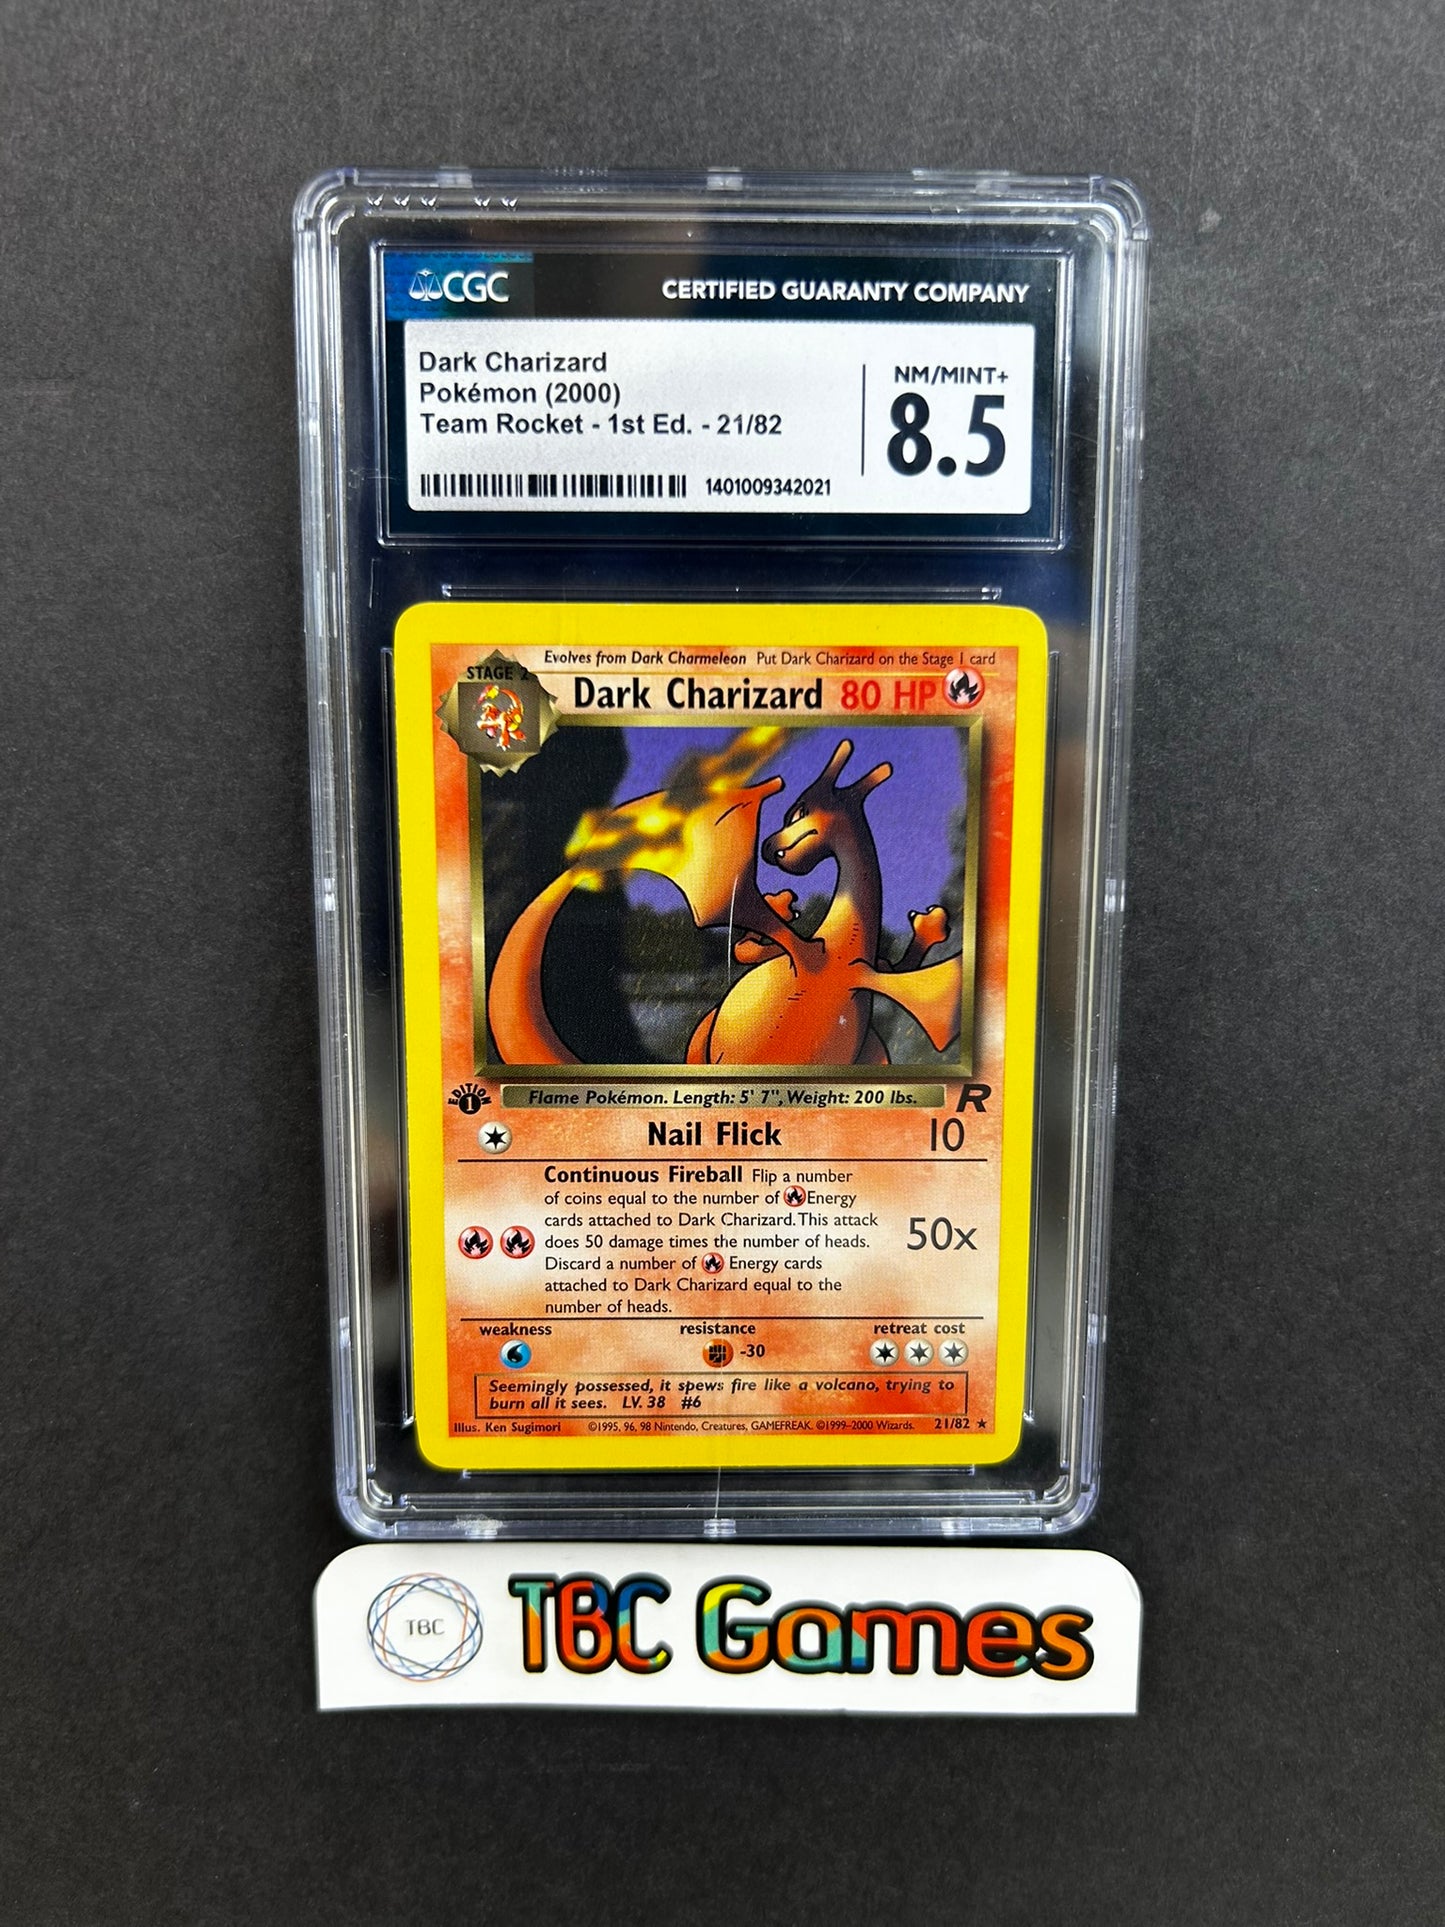 CGC
CERTIFIED GUARANTY COMPANY
Dark Charizard
Pokémon (2000)
Team Rocket - 1st Ed. - 21/82
NM/MINT+
8.5
1401009342021
Evolves from Dark Charmeleon Put Dark Charizard on the Stage 1 card
STAGE 2
Dark Charizard 80 HP
EDITION
1
Flame Pokémon. Length: 5' 7", Weight: 200 lbs.
R
Nail Flick 10
Continuous Fireball Flip a number
of coins equal to the number of Energy
cards attached to Dark Charizard. This attack
does 50 damage times the number of heads.
Discard a number of Energy cards
attached to Dark Charizard equal to the
number of heads.
50x
weakness resistance retreat cost
-30
Seemingly possessed, it spews fire like a volcano, trying to
burn all it sees. LV. 38 #6
Illus. Ken Sugimori ©1995, 96, 98 Nintendo, Creatures, GAMEFREAK. ©1999-2000 Wizards. 21/82 ★
TBC
TBC Games